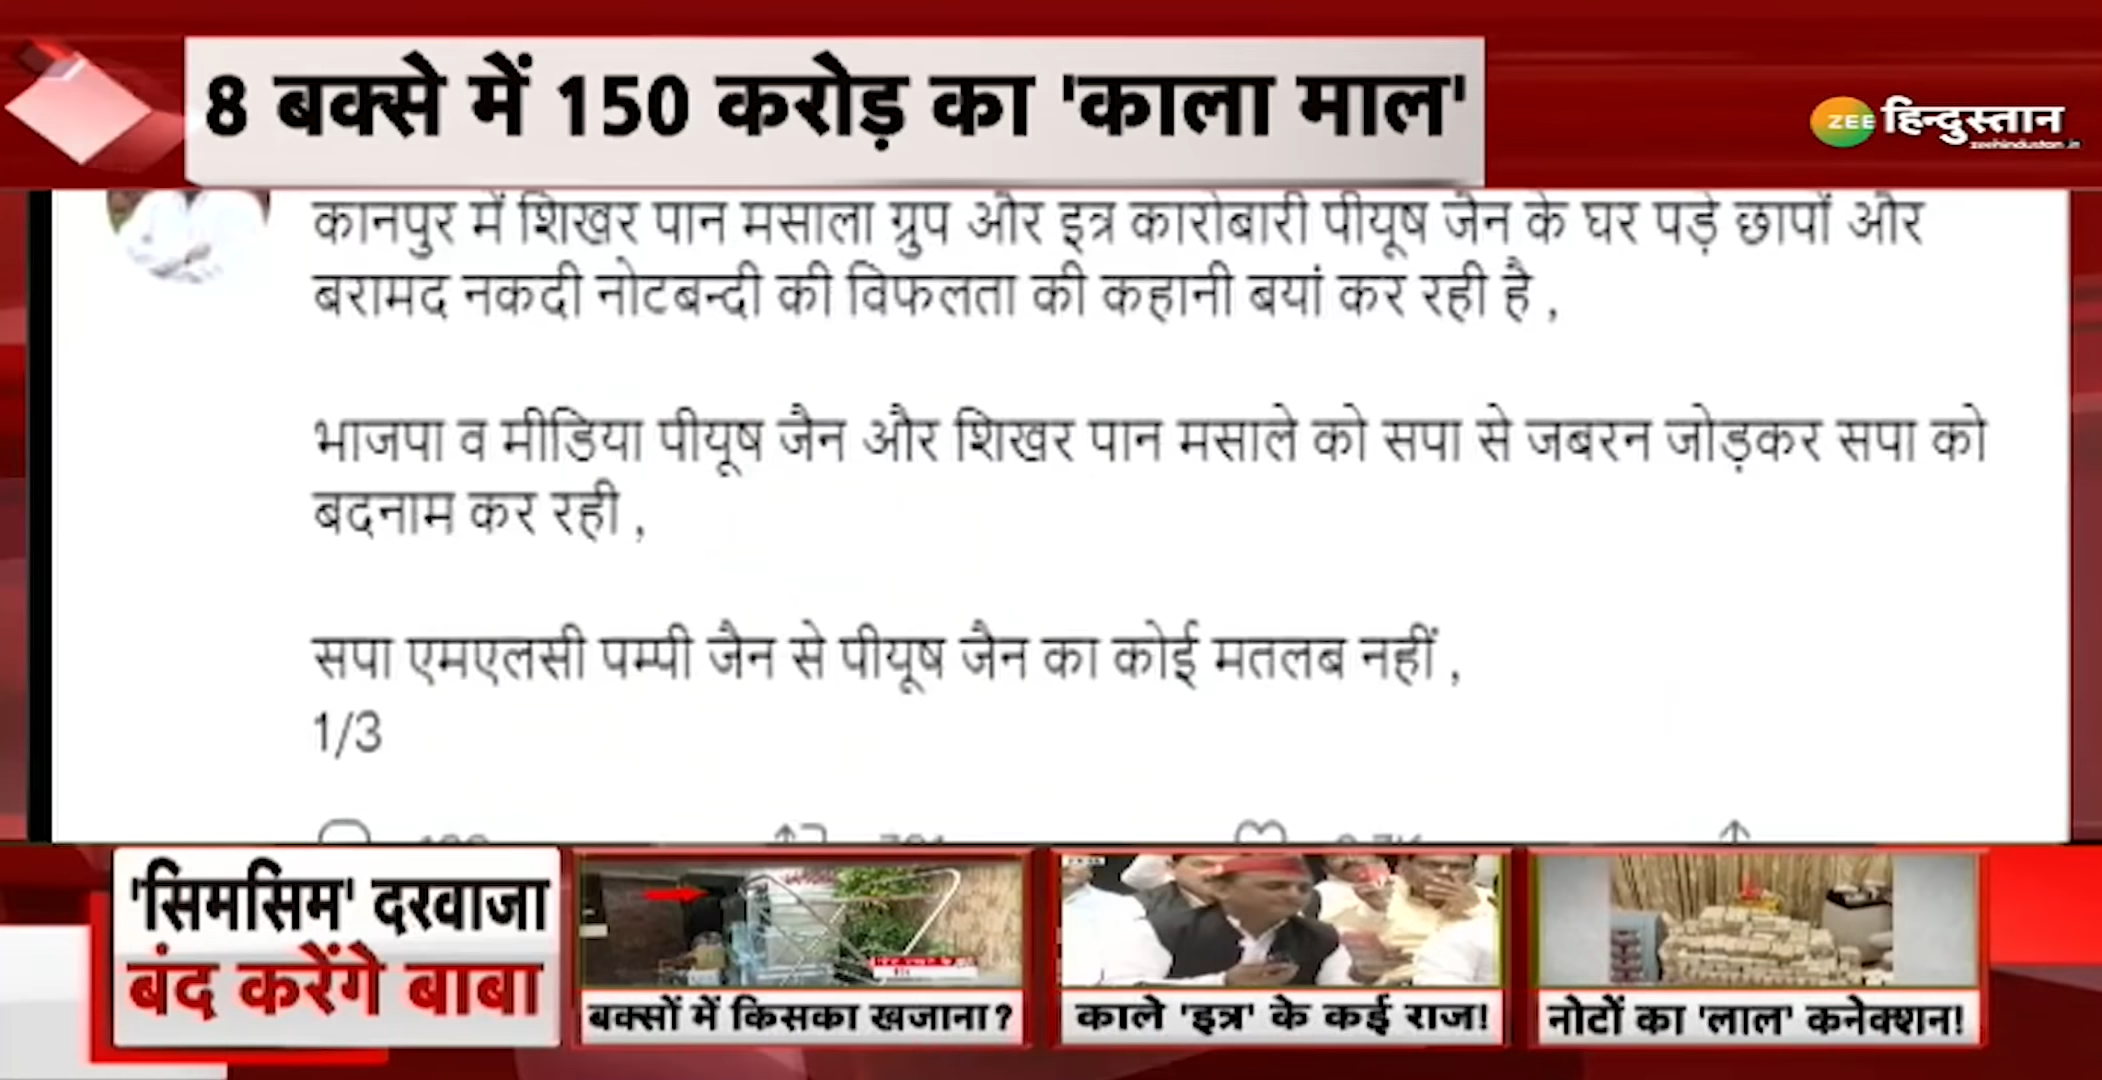 8 बक्से में 150 करोड़ का 'काला माल'
ZEE हिन्दुस्तान
zeehindustan.in
कानपुर में शिखर पान मसाला ग्रुप और इत्र कारोबारी पीयूष जैन के घर पड़े छापों और
बरामद नकदी नोटबन्दी की विफलता की कहानी बयां कर रही है ,
भाजपा व मीडिया पीयूष जैन और शिखर पान मसाले को सपा से जबरन जोड़कर सपा को
बदनाम कर रही ,
सपा एमएलसी पम्पी जैन से पीयूष जैन का कोई मतलब नहीं ,
1/3
'सिमसिम' दरवाजा
बंद करेंगे बाबा
बक्सों में किसका खजाना?
काले 'इत्र' के कई राज!
नोटों का 'लाल' कनेक्शन!